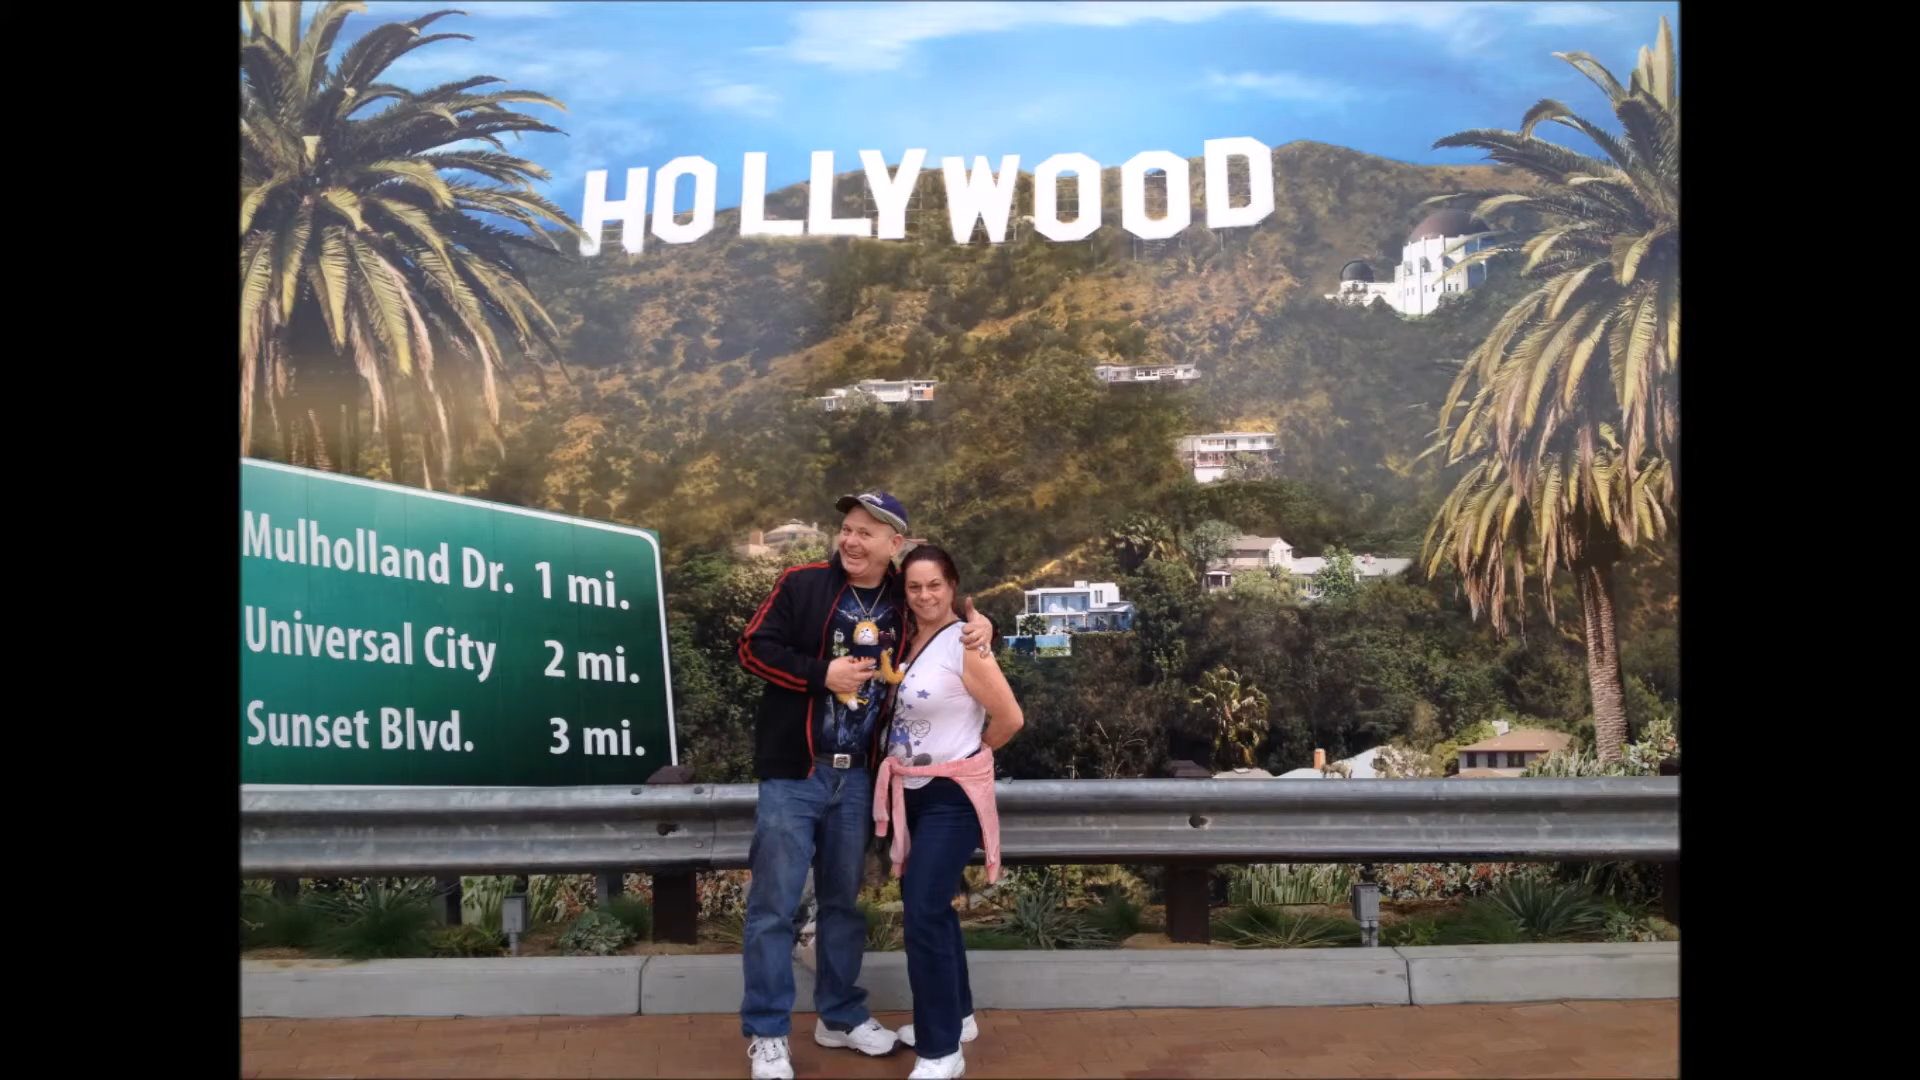 HOLLYWOOD
Mulholland Dr. 1 mi.
Universal City 2 mi.
Sunset Blvd. 3 mi.